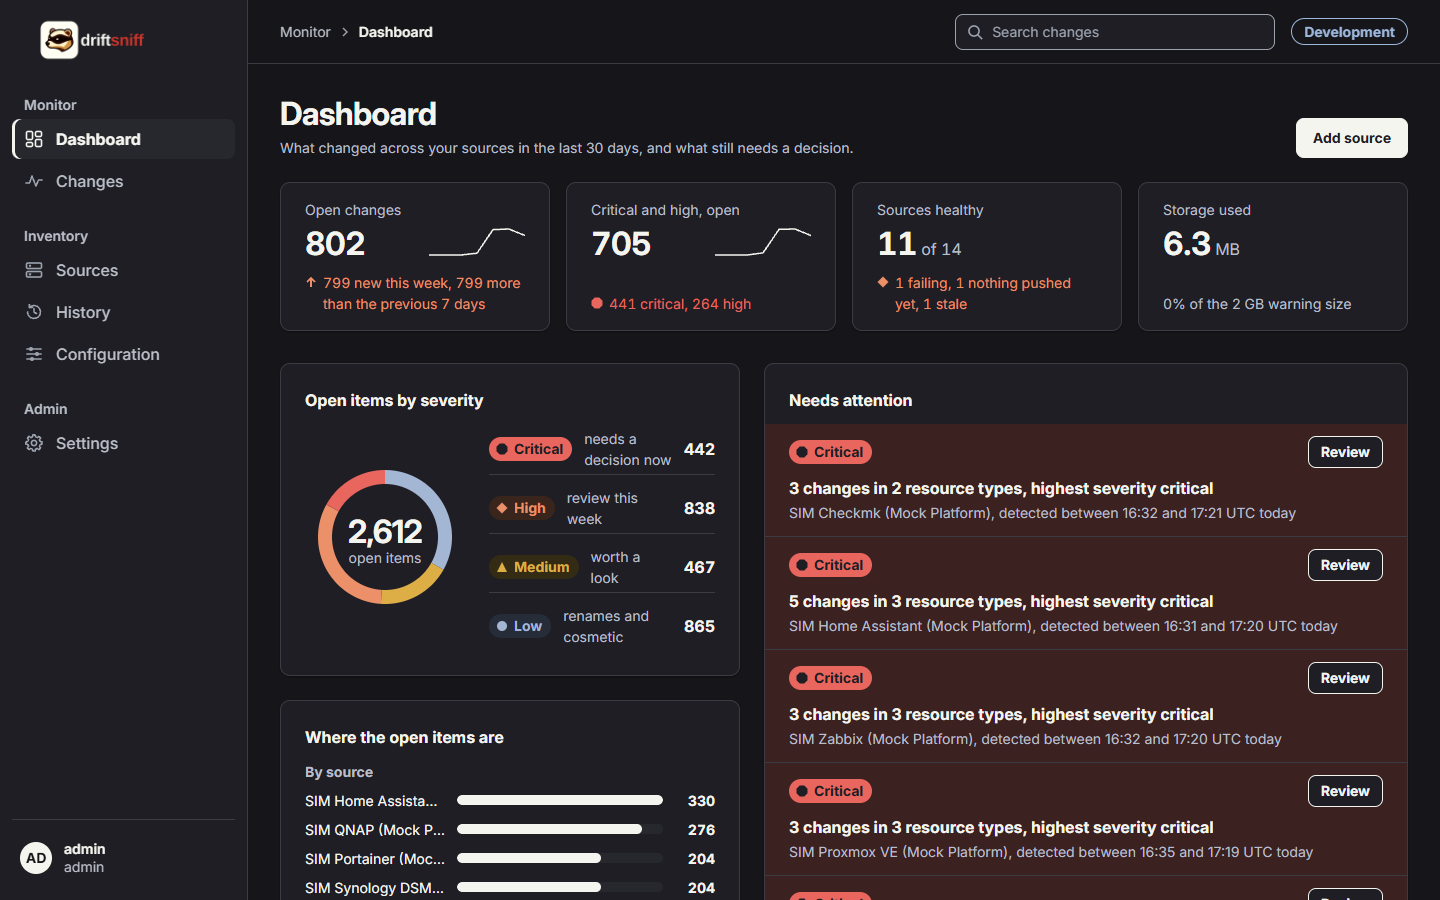 driftsniff
Monitor
Dashboard
Changes
Inventory
Sources
History
Configuration
Admin
Settings
AD
admin
admin
Monitor > Dashboard
Search changes
Development
Dashboard
What changed across your sources in the last 30 days, and what still needs a decision.
Add source
Open changes
802
799 new this week, 799 more
than the previous 7 days
Critical and high, open
705
441 critical, 264 high
Sources healthy
11 of 14
1 failing, 1 nothing pushed
yet, 1 stale
Storage used
6.3 MB
0% of the 2 GB warning size
Open items by severity
2,612
open items
Critical needs a decision now 442
High review this week 838
Medium worth a look 467
Low renames and cosmetic 865
Where the open items are
By source
SIM Home Assista... 330
SIM QNAP (Mock P... 276
SIM Portainer (Moc... 204
SIM Synology DSM... 204
Needs attention
Critical
Review
3 changes in 2 resource types, highest severity critical
SIM Checkmk (Mock Platform), detected between 16:32 and 17:21 UTC today
Critical
Review
5 changes in 3 resource types, highest severity critical
SIM Home Assistant (Mock Platform), detected between 16:31 and 17:20 UTC today
Critical
Review
3 changes in 3 resource types, highest severity critical
SIM Zabbix (Mock Platform), detected between 16:32 and 17:20 UTC today
Critical
Review
3 changes in 3 resource types, highest severity critical
SIM Proxmox VE (Mock Platform), detected between 16:35 and 17:19 UTC today